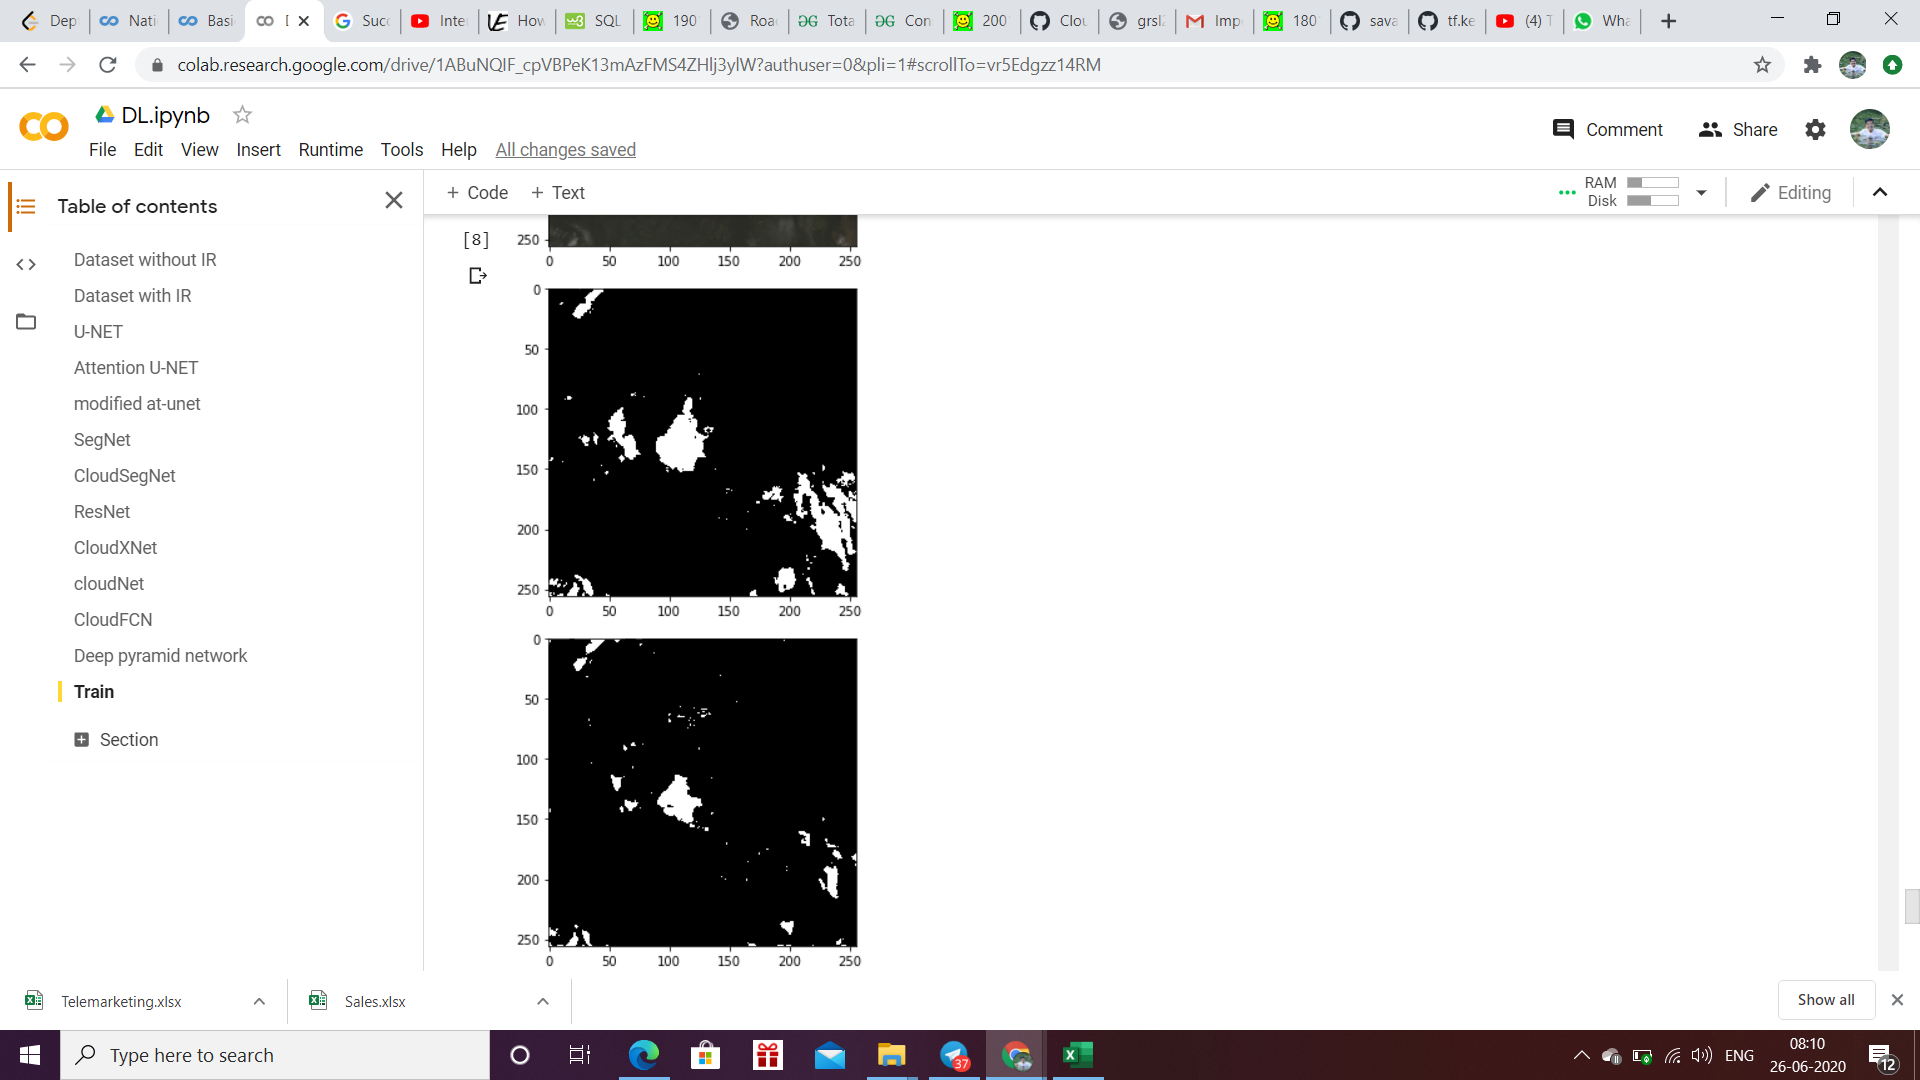 Dep
Nati
Basi
D
Succ
Inte
How
SQL
190
Road
Tota
Con
200
Clou
grsl
Imp
180
sava
tf.ke
(4) T
Wha
colab.research.google.com/drive/1ABuNQIF_cpVBPeK13mAzFMS4ZHlj3ylW?authuser=0&pli=1#scrollTo=vr5Edgzz14RM
DL.ipynb
File Edit View Insert Runtime Tools Help All changes saved
Comment
Share
Table of contents
+ Code + Text
RAM
Disk
Editing
Dataset without IR
Dataset with IR
U-NET
Attention U-NET
modified at-unet
SegNet
CloudSegNet
ResNet
CloudXNet
cloudNet
CloudFCN
Deep pyramid network
Train
Section
[8]
250
0 50 100 150 200 250
0
50
100
150
200
250
0 50 100 150 200 250
0
50
100
150
200
250
0 50 100 150 200 250
Telemarketing.xlsx
Sales.xlsx
Show all
Type here to search
37
ENG
08:10
26-06-2020
12